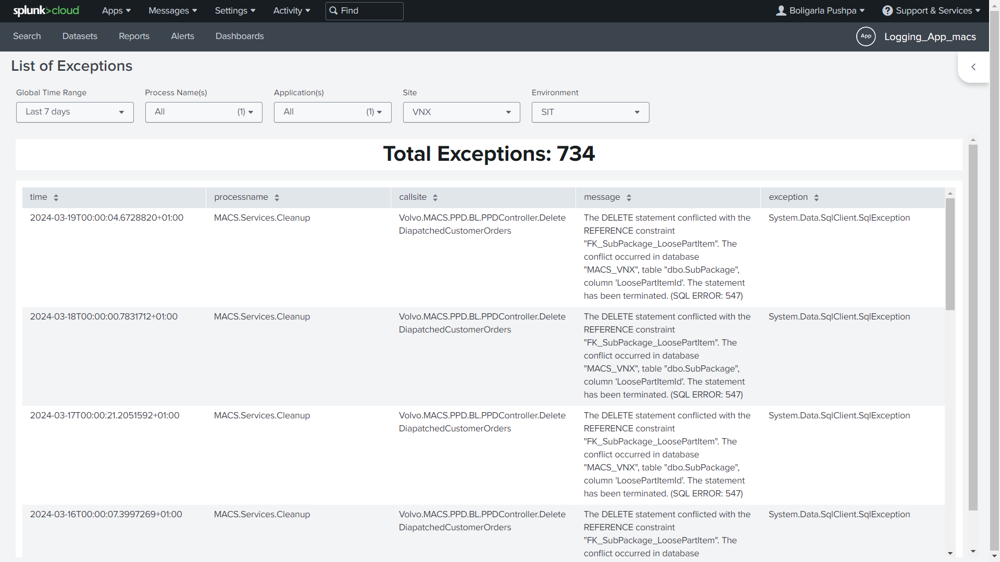 splunk>cloud Apps Messages Settings Activity Find Boligarla Pushpa Support & Services
Search Datasets Reports Alerts Dashboards App Logging_App_macs
List of Exceptions
Global Time Range Process Name(s) Application(s) Site Environment
Last 7 days All (1) All (1) VNX SIT
Total Exceptions: 734
time processname callsite message exception
2024-03-19T00:00:04.6728820+01:00 MACS.Services.Cleanup Volvo.MACS.PPD.BL.PPDController.Delete The DELETE statement conflicted with the System.Data.SqlClient.SqlException
DiapatchedCustomerOrders REFERENCE constraint
"FK_SubPackage_LoosePartItem". The
conflict occurred in database
"MACS_VNX", table "dbo.SubPackage",
column 'LoosePartItemId'. The statement
has been terminated. (SQL ERROR: 547)
2024-03-18T00:00:00.7831712+01:00 MACS.Services.Cleanup Volvo.MACS.PPD.BL.PPDController.Delete The DELETE statement conflicted with the System.Data.SqlClient.SqlException
DiapatchedCustomerOrders REFERENCE constraint
"FK_SubPackage_LoosePartItem". The
conflict occurred in database
"MACS_VNX", table "dbo.SubPackage",
column 'LoosePartItemId'. The statement
has been terminated. (SQL ERROR: 547)
2024-03-17T00:00:21.2051592+01:00 MACS.Services.Cleanup Volvo.MACS.PPD.BL.PPDController.Delete The DELETE statement conflicted with the System.Data.SqlClient.SqlException
DiapatchedCustomerOrders REFERENCE constraint
"FK_SubPackage_LoosePartItem". The
conflict occurred in database
"MACS_VNX", table "dbo.SubPackage",
column 'LoosePartItemId'. The statement
has been terminated. (SQL ERROR: 547)
2024-03-16T00:00:07.3997269+01:00 MACS.Services.Cleanup Volvo.MACS.PPD.BL.PPDController.Delete The DELETE statement conflicted with the System.Data.SqlClient.SqlException
DiapatchedCustomerOrders REFERENCE constraint
"FK_SubPackage_LoosePartItem". The
conflict occurred in database